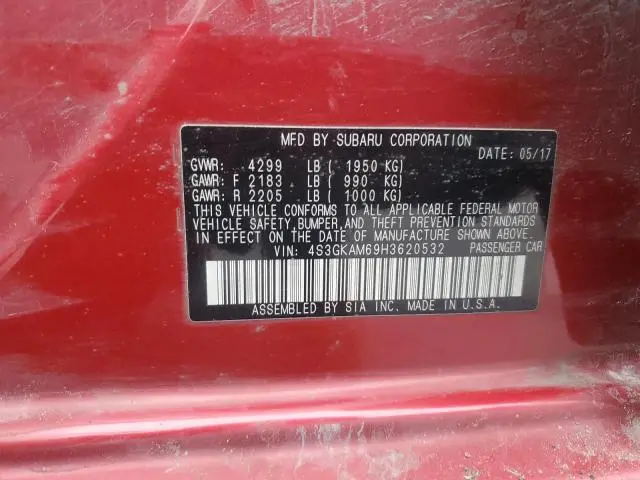 MFD BY SUBARU CORPORATION
DATE: 05/17
GVWR: 4299 LB ( 1950 KG)
GAWR: F 2183 LB ( 990 KG)
GAWR: R 2205 LB ( 1000 KG)
THIS VEHICLE CONFORMS TO ALL APPLICABLE FEDERAL MOTOR
VEHICLE SAFETY,BUMPER,AND THEFT PREVENTION STANDARDS
IN EFFECT ON THE DATE OF MANUFACTURE SHOWN ABOVE.
VIN: 4S3GKAM69H3620532 PASSENGER CAR
ASSEMBLED BY SIA INC. MADE IN U.S.A.